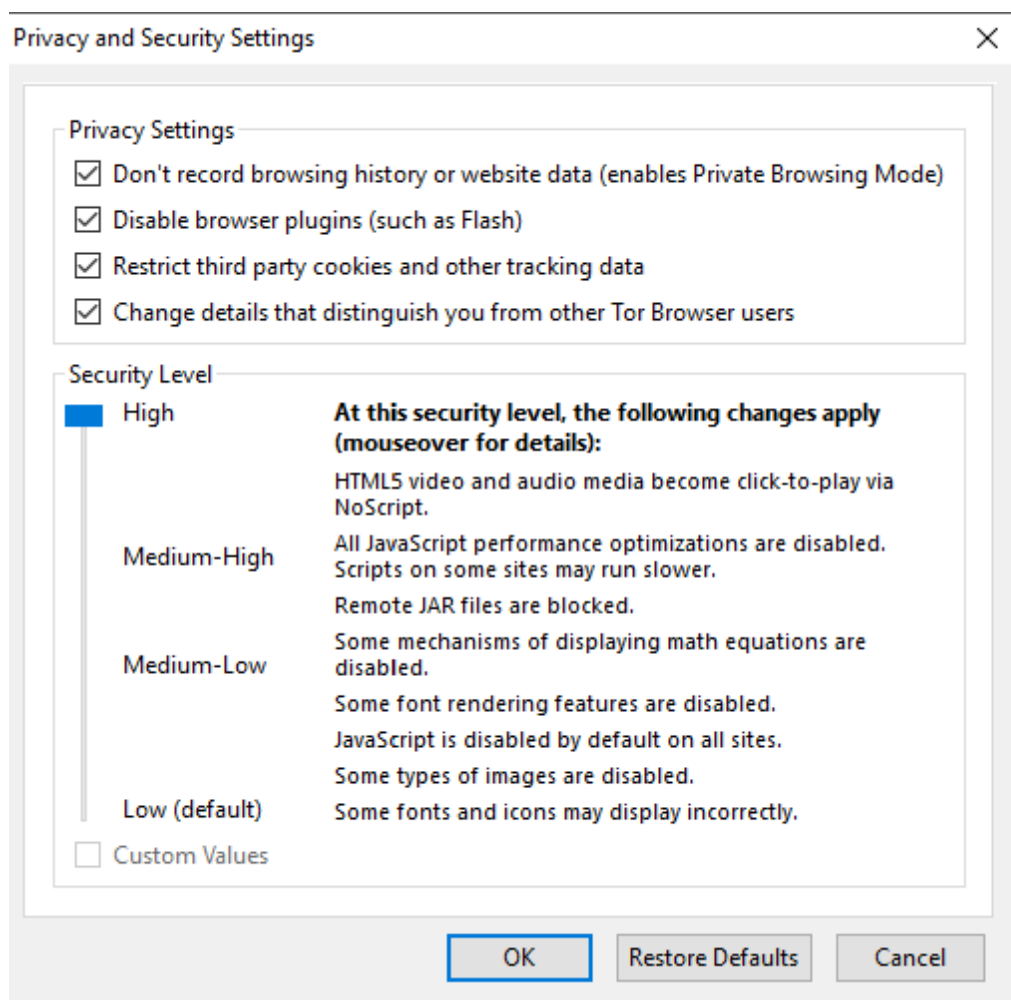 Privacy and Security Settings
Privacy Settings
Don't record browsing history or website data (enables Private Browsing Mode)
Disable browser plugins (such as Flash)
Restrict third party cookies and other tracking data
Change details that distinguish you from other Tor Browser users
Security Level
High
At this security level, the following changes apply
(mouseover for details):
HTML5 video and audio media become click-to-play via
NoScript.
Medium-High
All JavaScript performance optimizations are disabled.
Scripts on some sites may run slower.
Remote JAR files are blocked.
Medium-Low
Some mechanisms of displaying math equations are
disabled.
Some font rendering features are disabled.
JavaScript is disabled by default on all sites.
Some types of images are disabled.
Low (default)
Some fonts and icons may display incorrectly.
Custom Values
OK
Restore Defaults
Cancel